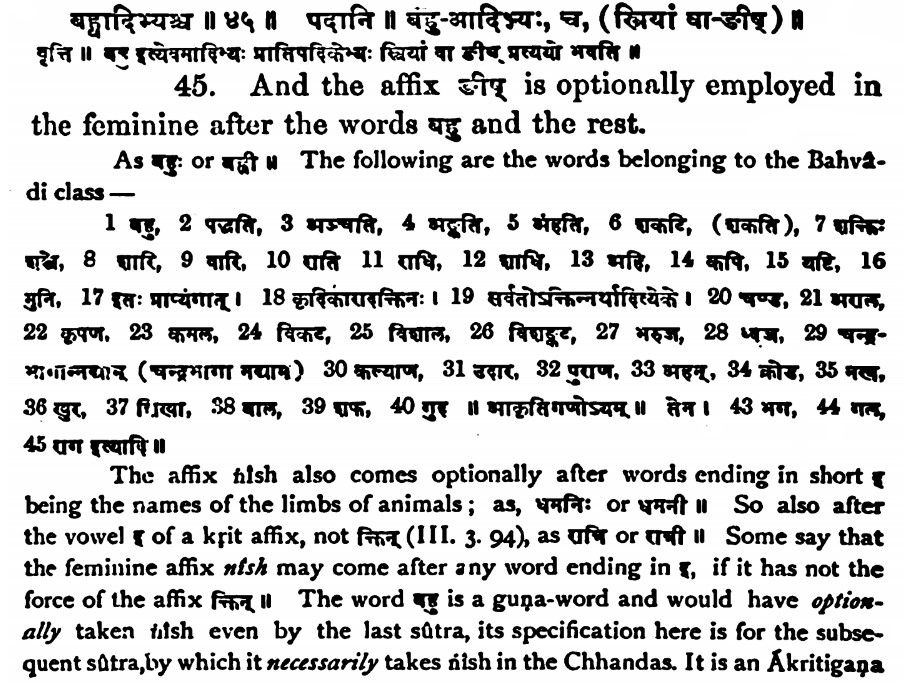 बह्वादिभ्यश्च ॥ ४५ ॥ पदानि ॥ बहु-आदिभ्यः, च, (स्त्रियां वा-ङीष्) ॥
वृत्ति ॥ बहु इत्येवमादिभ्यः प्रातिपदिकेभ्यः स्त्रियां वा ङीष् प्रत्ययो भवति ॥
45. And the affix ङीष् is optionally employed in
the feminine after the words बहु and the rest.
As बहुः or बह्वी ॥ The following are the words belonging to the Bahvâ-
di class —
1 बहु, 2 पद्धति, 3 अञ्चति, 4 अङ्कति, 5 अंहति, 6 शकटि, (शकति), 7 शक्तिः
शस्त्रे, 8 शारि, 9 वारि, 10 राति 11 राधि, 12 शाधि, 13 अहि, 14 कपि, 15 यष्टि, 16
मुनि, 17 इतः प्राण्यंगात् । 18 कृदिकारादक्तिनः । 19 सर्वतोऽक्तिन्नर्थादित्येके । 20 चण्ड, 21 अराल,
22 कृपण, 23 कमल, 24 विकट, 25 विशाल, 26 विशङ्कट, 27 भरुज, 28 ध्वज, 29 चन्द्र-
भागान्नद्याम् (चन्द्रभागा नद्याम्) 30 कल्याण, 31 उदार, 32 पुराण, 33 अहन्, 34 क्रोड, 35 नख,
36 खुर, 37 शिखा, 38 बाल, 39 शफ, 40 गुद ॥ आकृतिगणोऽयम् ॥ तेन । 43 भग, 44 गल,
45 राग इत्यादि ॥
The affix ṅîsh also comes optionally after words ending in short इ
being the names of the limbs of animals; as, धमनिः or धमनी ॥ So also after
the vowel इ of a kṛit affix, not क्तिन् (III. 3. 94), as रात्रि or रात्री ॥ Some say that
the feminine affix ṅîsh may come after any word ending in इ, if it has not the
force of the affix क्तिन् ॥ The word बहु is a guṇa-word and would have option-
ally taken ṅîsh even by the last sûtra, its specification here is for the subse-
quent sûtra, by which it necessarily takes ṅîsh in the Chhandas. It is an Âkritigaṇa